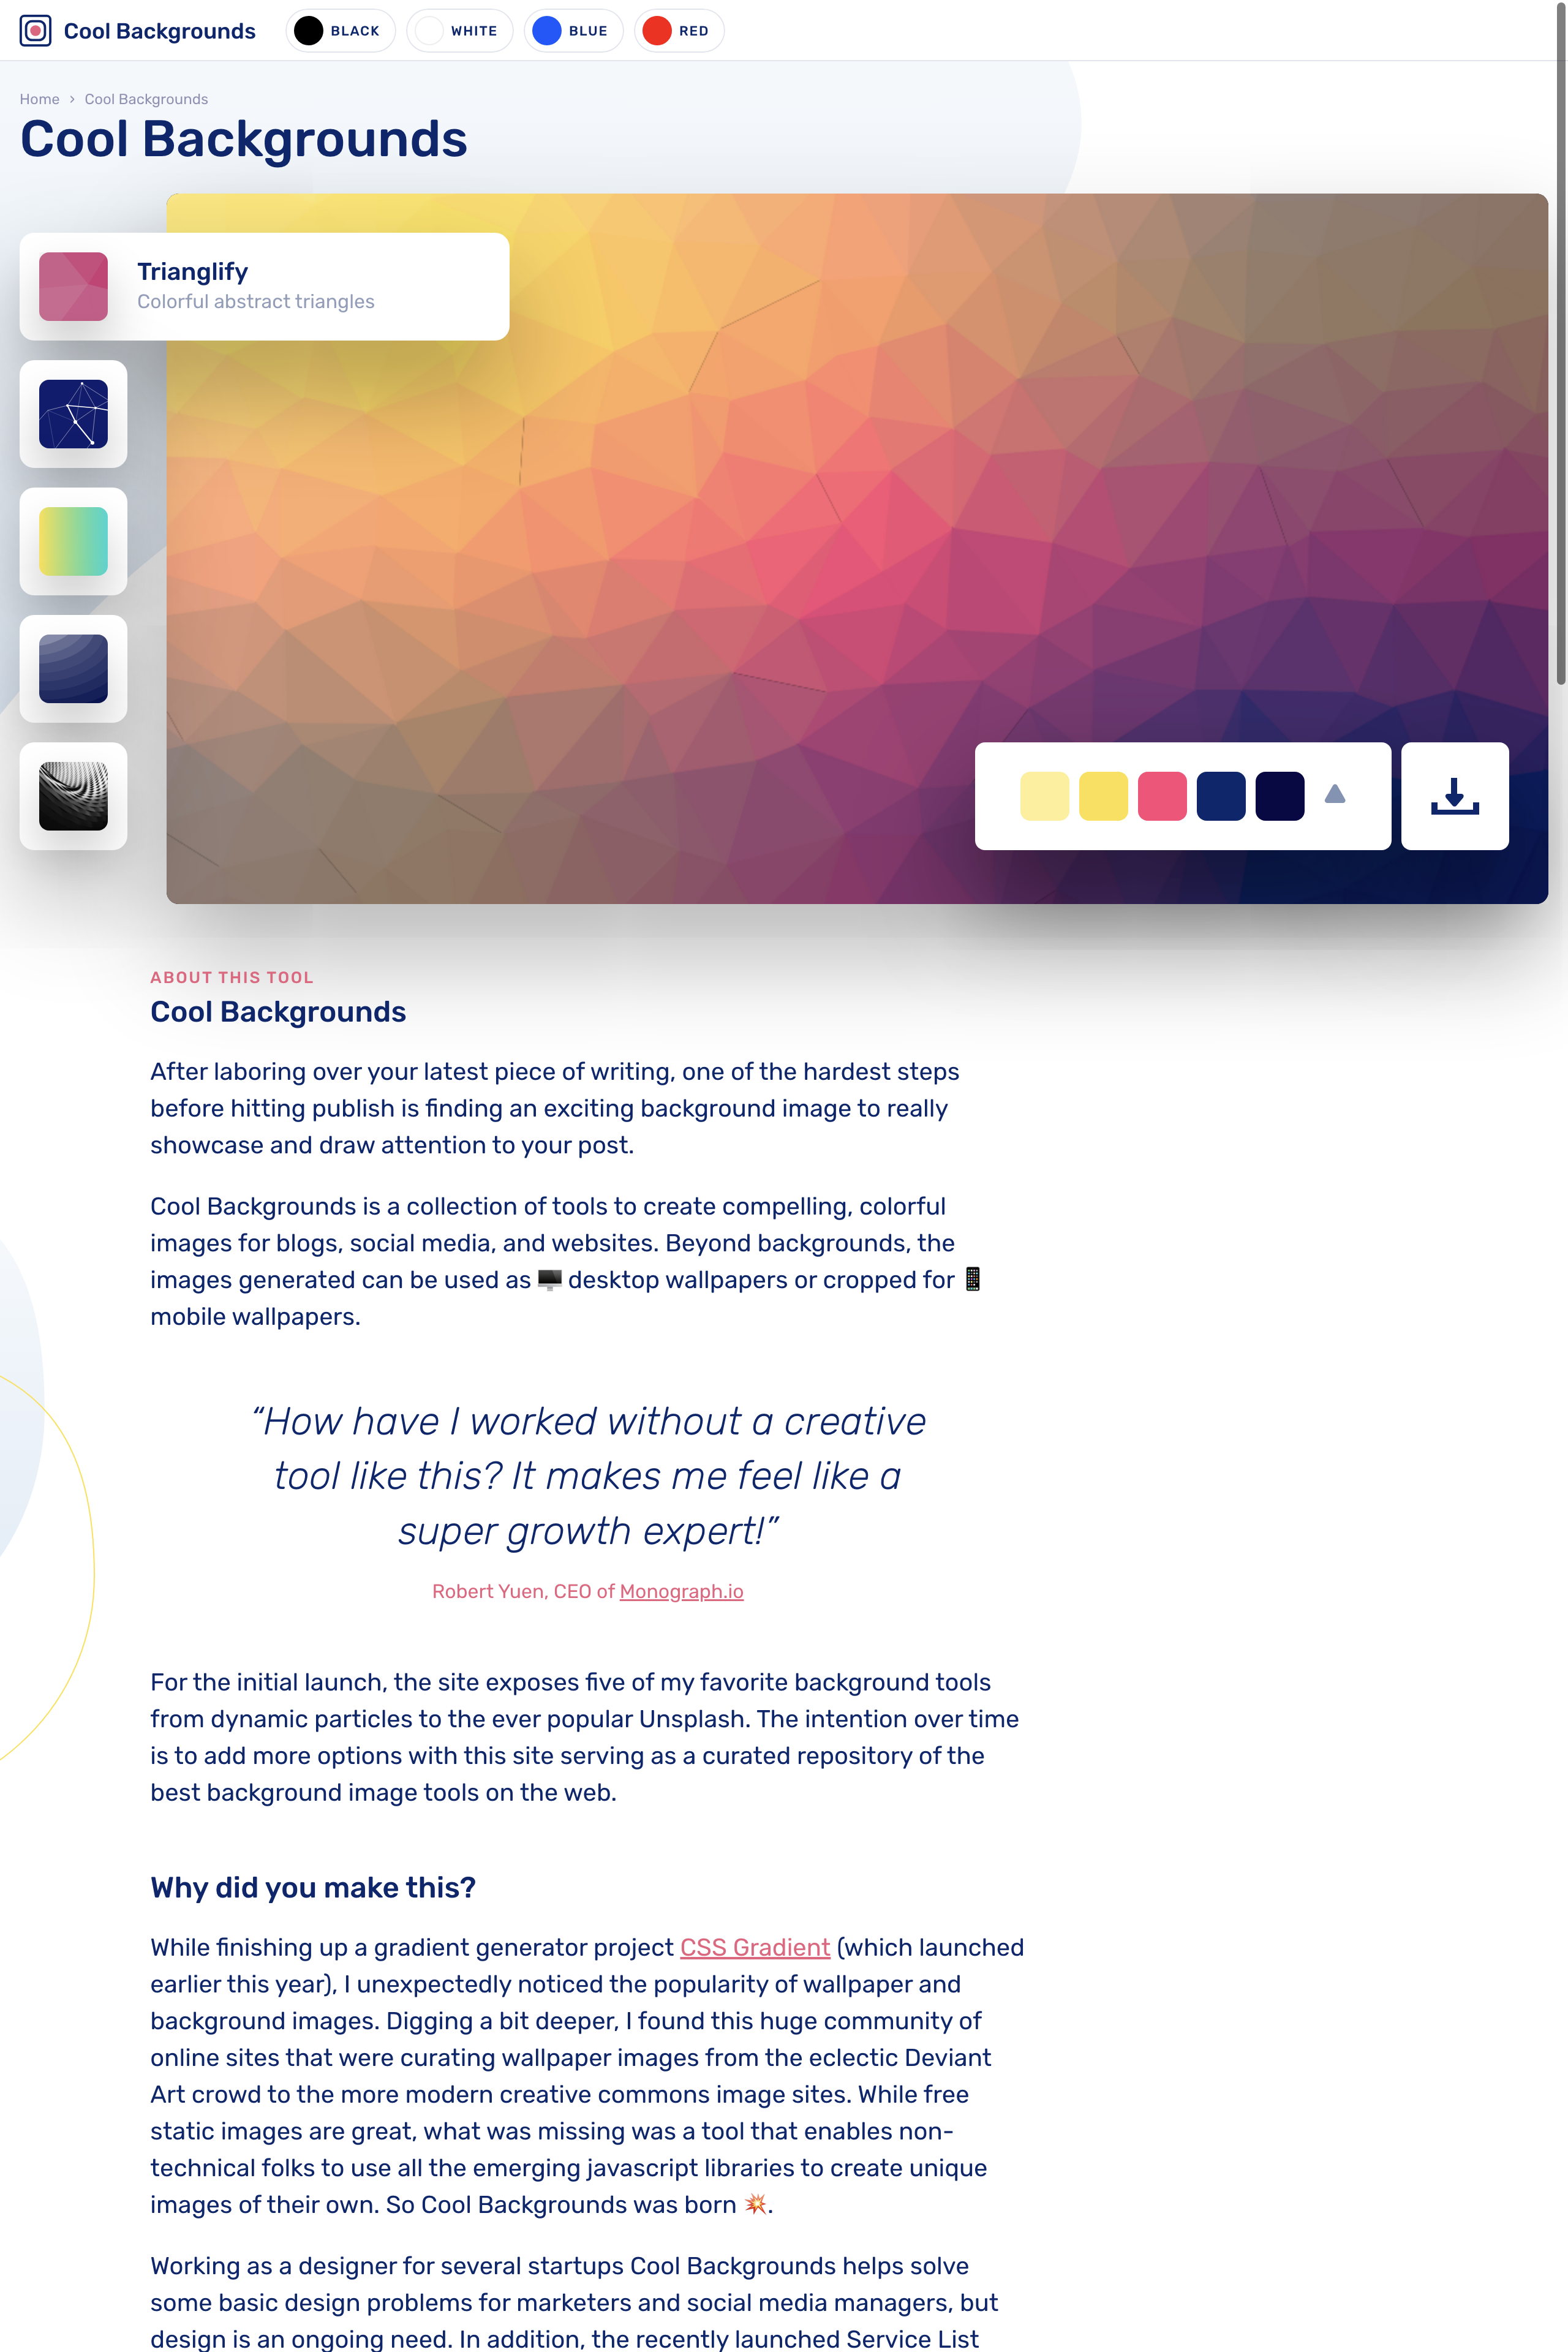 Cool Backgrounds
BLACK
WHITE
BLUE
RED
Home › Cool Backgrounds
Cool Backgrounds
Trianglify
Colorful abstract triangles
ABOUT THIS TOOL
Cool Backgrounds
After laboring over your latest piece of writing, one of the hardest steps
before hitting publish is finding an exciting background image to really
showcase and draw attention to your post.
Cool Backgrounds is a collection of tools to create compelling, colorful
images for blogs, social media, and websites. Beyond backgrounds, the
images generated can be used as 🖥️ desktop wallpapers or cropped for 📱
mobile wallpapers.
“How have I worked without a creative
tool like this? It makes me feel like a
super growth expert!”
Robert Yuen, CEO of Monograph.io
For the initial launch, the site exposes five of my favorite background tools
from dynamic particles to the ever popular Unsplash. The intention over time
is to add more options with this site serving as a curated repository of the
best background image tools on the web.
Why did you make this?
While finishing up a gradient generator project CSS Gradient (which launched
earlier this year), I unexpectedly noticed the popularity of wallpaper and
background images. Digging a bit deeper, I found this huge community of
online sites that were curating wallpaper images from the eclectic Deviant
Art crowd to the more modern creative commons image sites. While free
static images are great, what was missing was a tool that enables non-
technical folks to use all the emerging javascript libraries to create unique
images of their own. So Cool Backgrounds was born 💥.
Working as a designer for several startups Cool Backgrounds helps solve
some basic design problems for marketers and social media managers, but
design is an ongoing need. In addition, the recently launched Service List